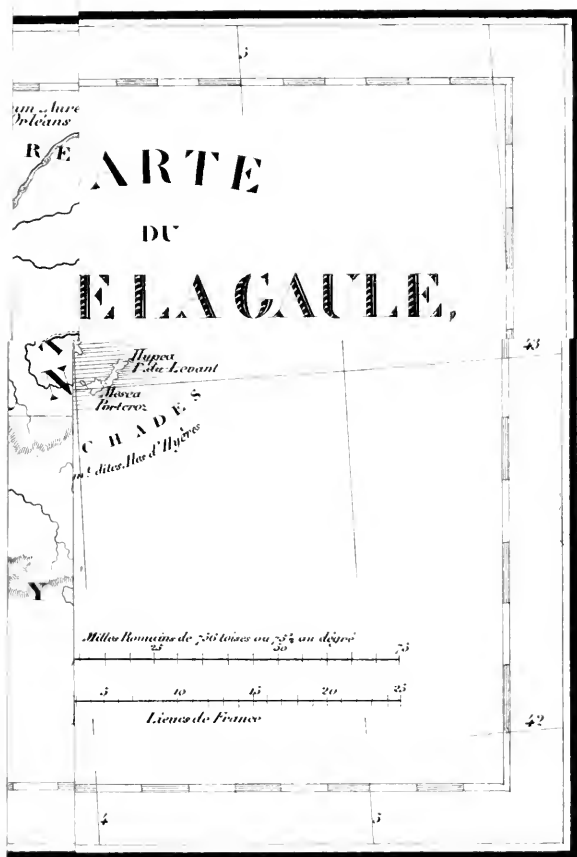 5
um Aure
Orléans
R E
ARTE
DU
E LA GAULE,
43
Hypea
I. du Levant
Mesea
Porteroz
CHADES
m.t dites Iles d'Hyères
Y
Milles Romains de 756 toises ou 75½ au dégré
25 50 75
5 10 15 20 25
Lieues de France
42
4 5